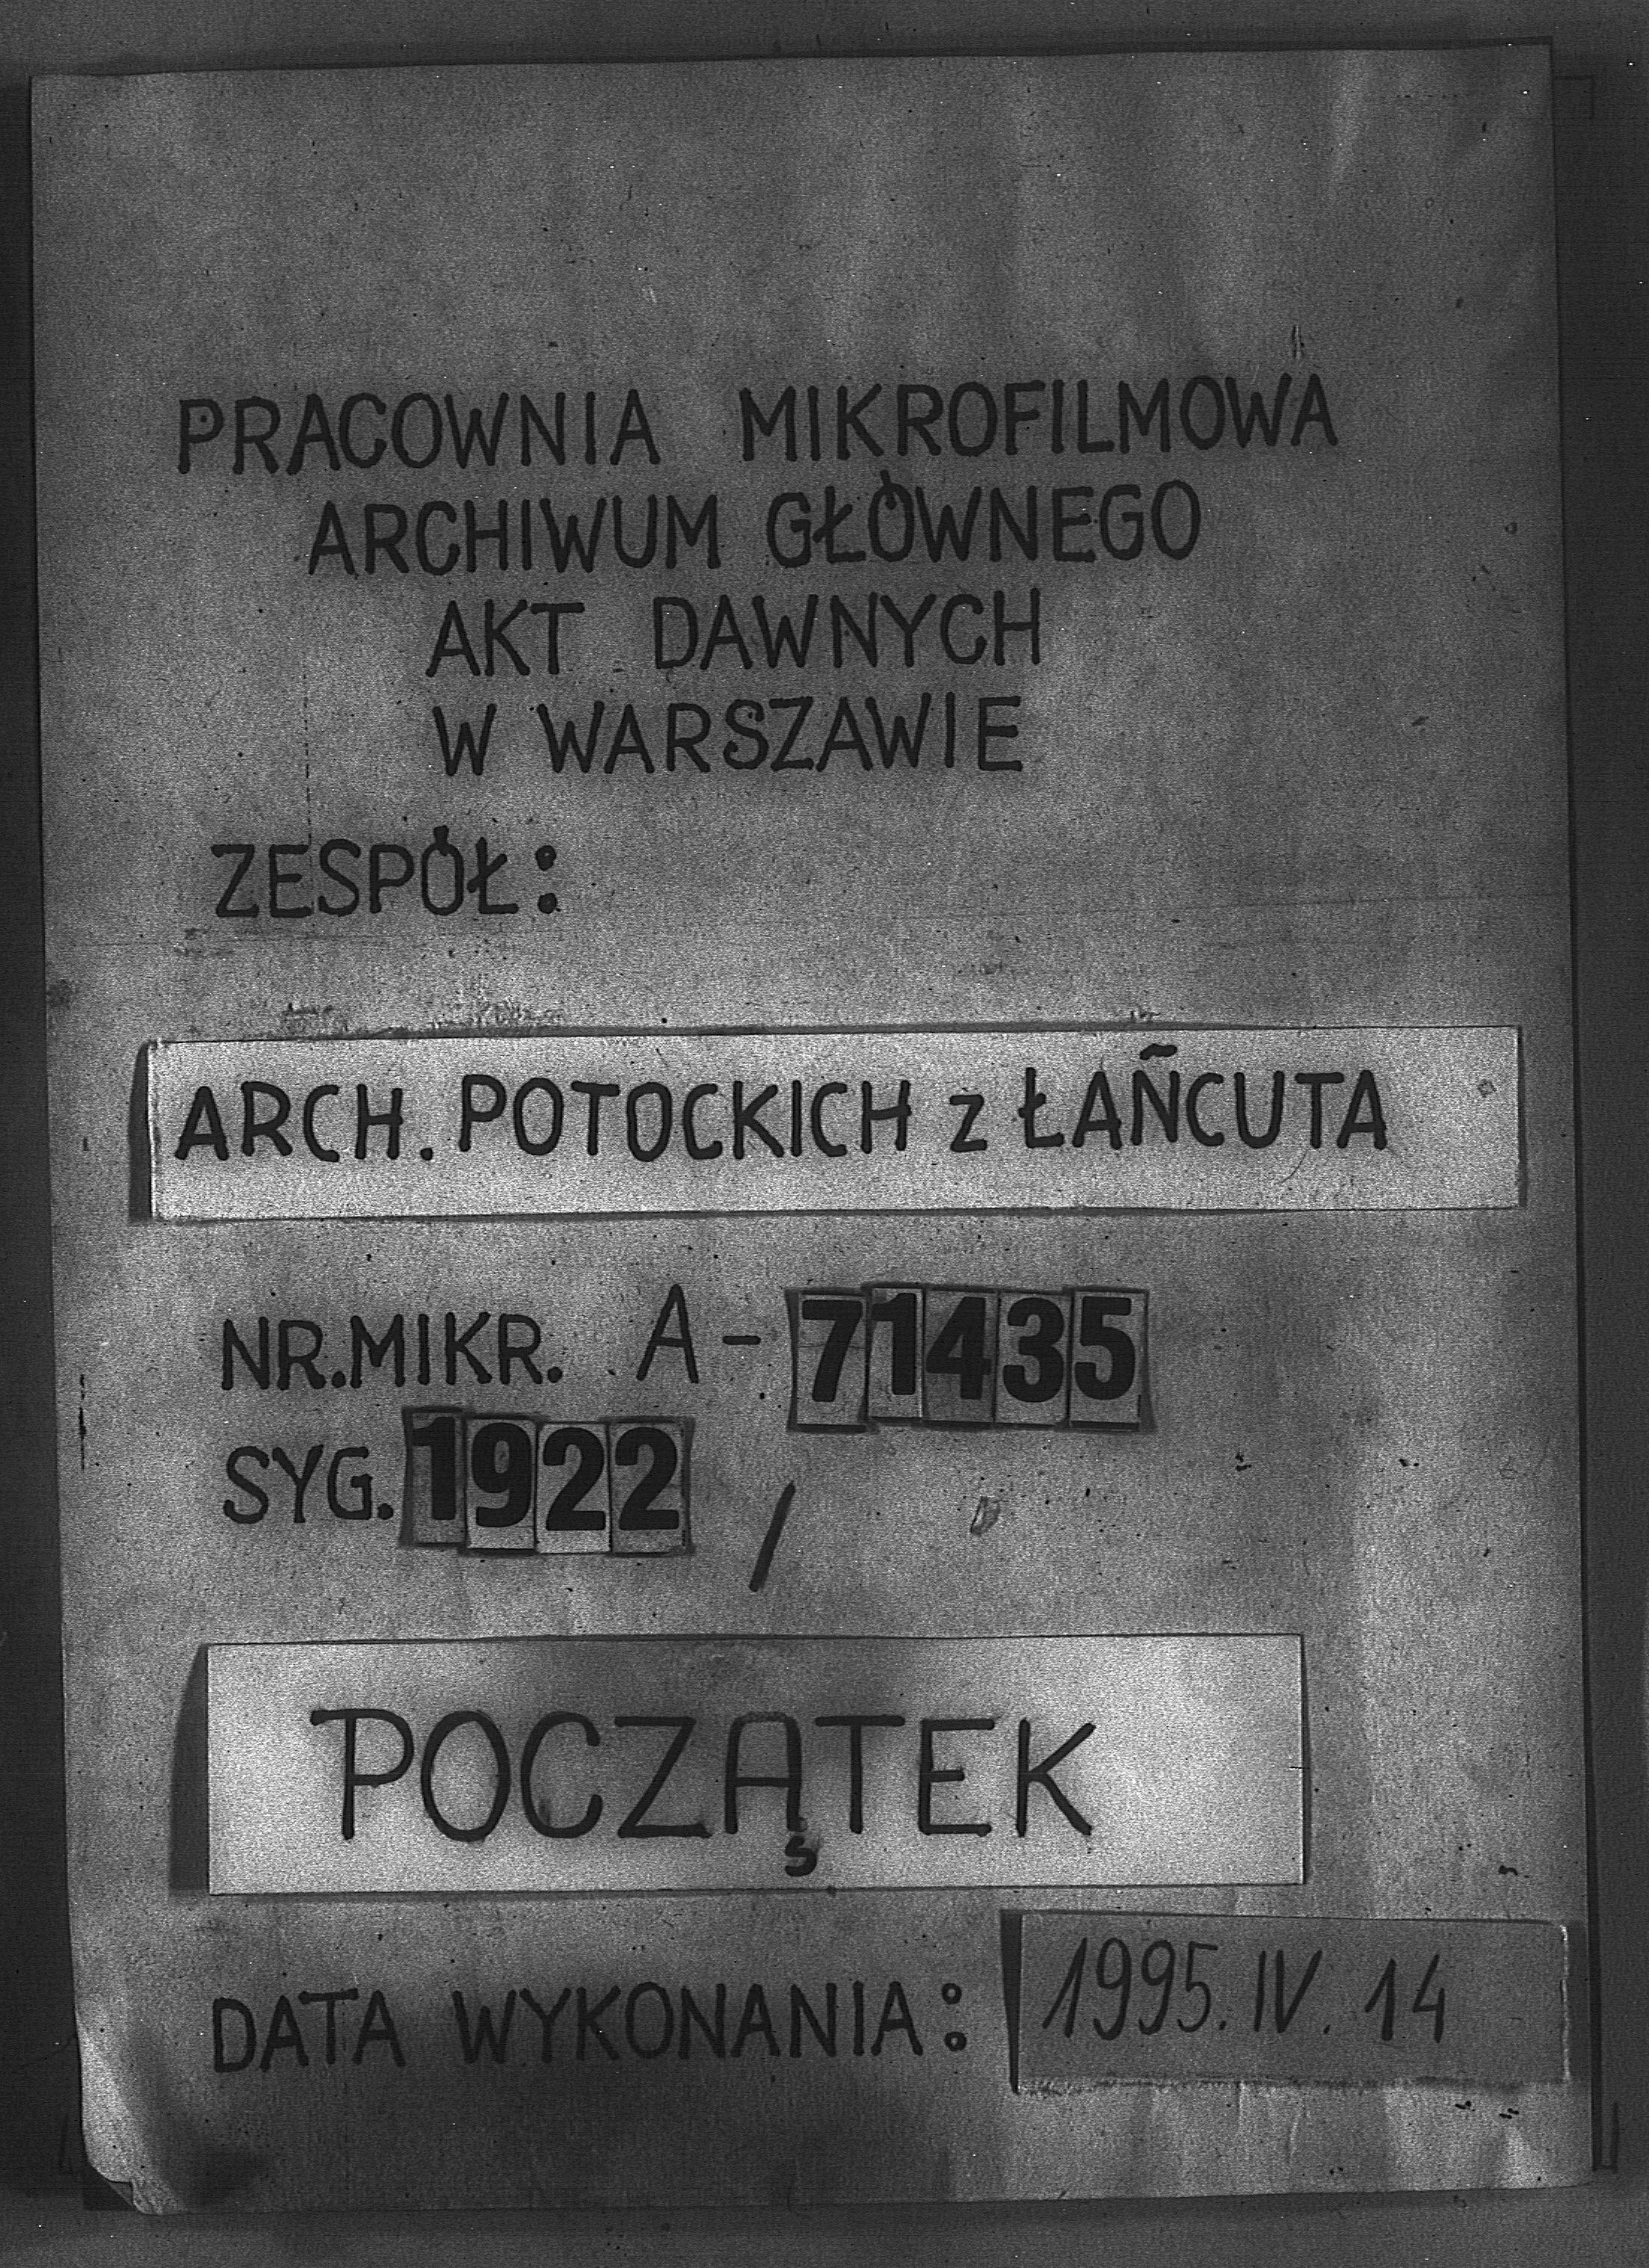 PRACOWNIA MIKROFILMOWA
ARCHIWUM GŁÓWNEGO
AKT DAWNYCH
W WARSZAWIE
ZESPÓŁ:
ARCH. POTOCKICH z ŁAŃCUTA
NR.MIKR. A-71435
SYG. 1922 /
POCZĄTEK
DATA WYKONANIA: 1995.IV.14